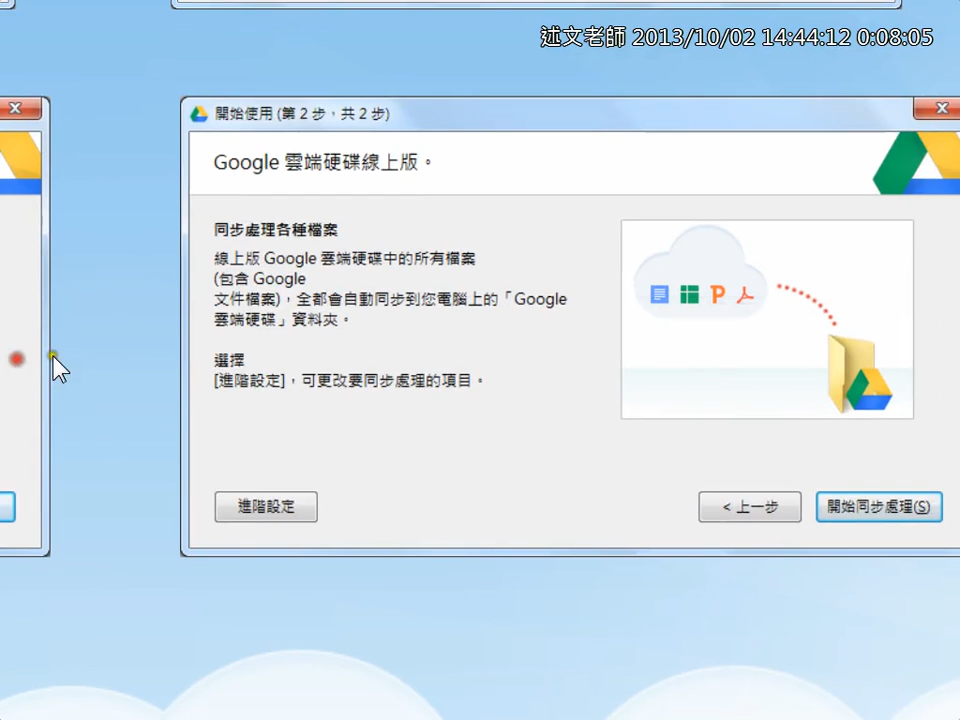 述文老師 2013/10/02 14:44:12 0:08:05
開始使用 (第 2 步，共 2 步)
Google 雲端硬碟線上版。
同步處理各種檔案
線上版 Google 雲端硬碟中的所有檔案
(包含 Google
文件檔案)，全都會自動同步到您電腦上的「Google
雲端硬碟」資料夾。
選擇
[進階設定]，可更改要同步處理的項目。
進階設定
< 上一步
開始同步處理(S)